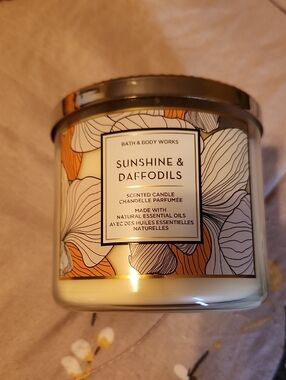 BATH & BODY WORKS
SUNSHINE &
DAFFODILS
SCENTED CANDLE
CHANDELLE PARFUMÉE
MADE WITH
NATURAL ESSENTIAL OILS
AVEC DES HUILES ESSENTIELLES
NATURELLES